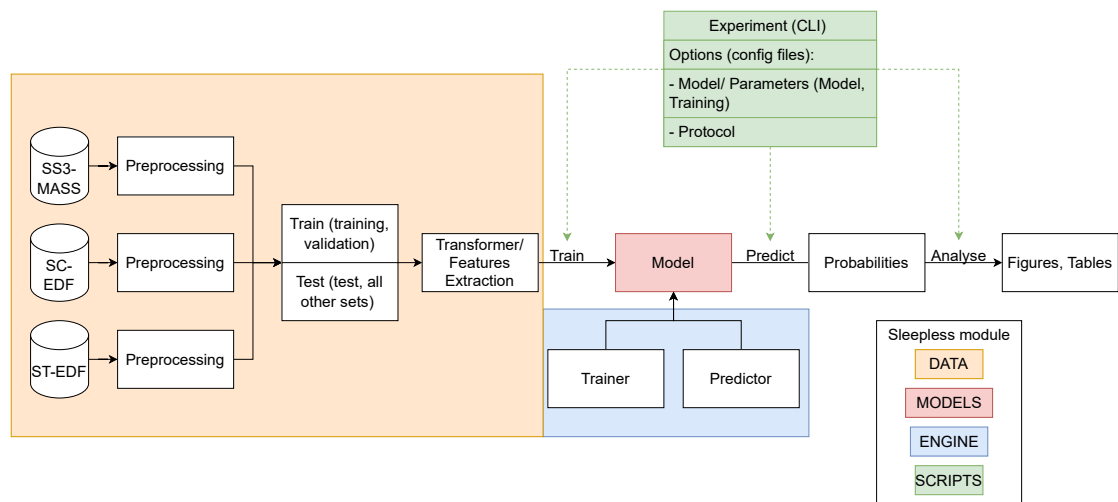 Experiment (CLI)
Options (config files):
- Model/ Parameters (Model,
Training)
- Protocol
SS3-
MASS
Preprocessing
SC-
EDF
Preprocessing
ST-EDF
Preprocessing
Train (training,
validation)
Test (test, all
other sets)
Transformer/
Features
Extraction
Train
Model
Predict
Probabilities
Analyse
Figures, Tables
Trainer
Predictor
Sleepless module
DATA
MODELS
ENGINE
SCRIPTS